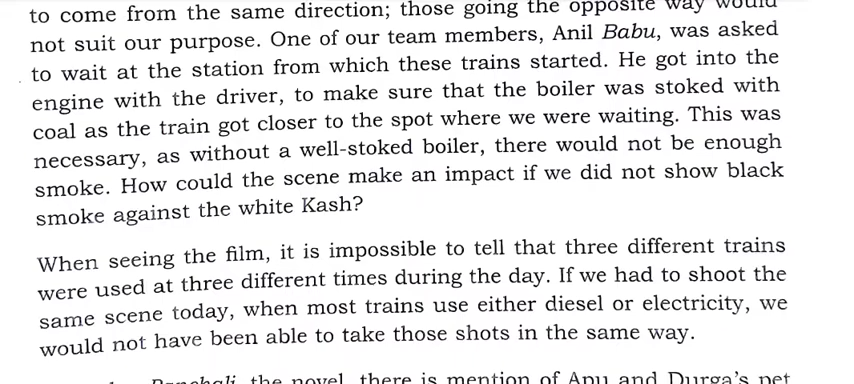 to come from the same direction; those going the opposite way would
not suit our purpose. One of our team members, Anil Babu, was asked
to wait at the station from which these trains started. He got into the
engine with the driver, to make sure that the boiler was stoked with
coal as the train got closer to the spot where we were waiting. This was
necessary, as without a well-stoked boiler, there would not be enough
smoke. How could the scene make an impact if we did not show black
smoke against the white Kash?
When seeing the film, it is impossible to tell that three different trains
were used at three different times during the day. If we had to shoot the
same scene today, when most trains use either diesel or electricity, we
would not have been able to take those shots in the same way.
the novel, there is mention of Apu and Durga's pet